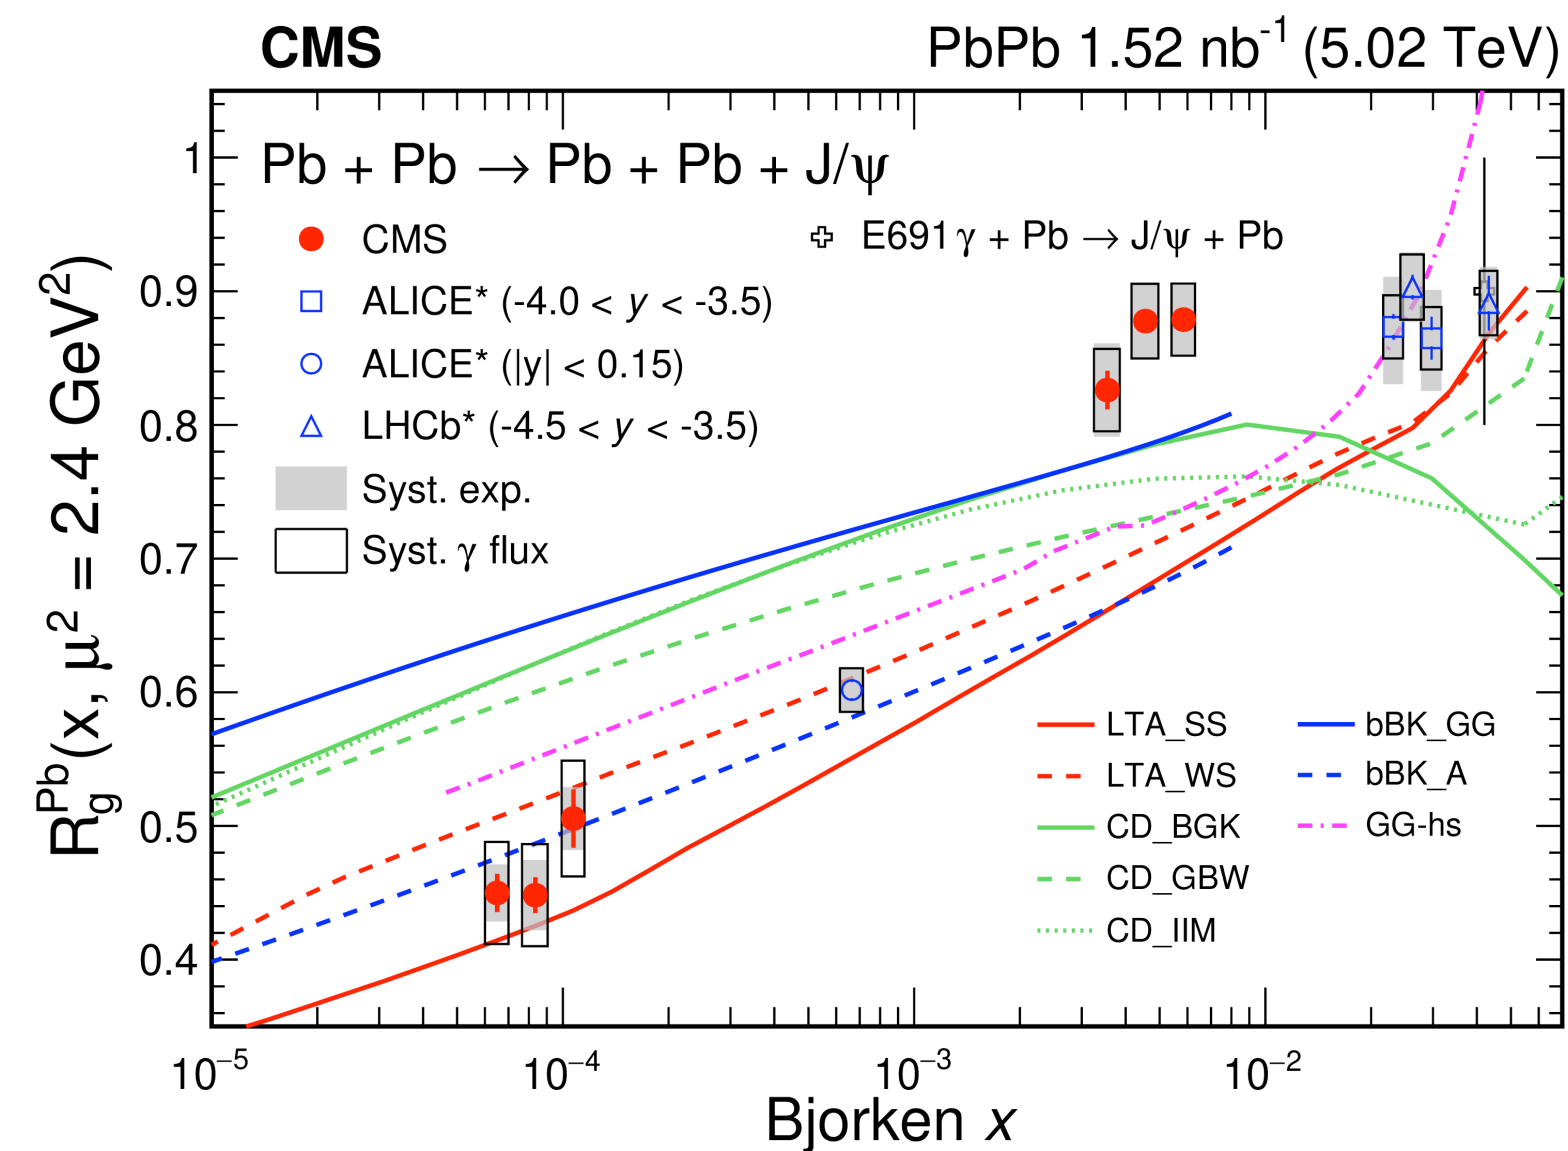 CMS
PbPb 1.52 nb⁻¹ (5.02 TeV)
Pb + Pb → Pb + Pb + J/ψ
CMS
E691 γ + Pb → J/ψ + Pb
ALICE* (-4.0 < y < -3.5)
ALICE* (|y| < 0.15)
LHCb* (-4.5 < y < -3.5)
Syst. exp.
Syst. γ flux
1
0.9
0.8
0.7
0.6
0.5
0.4
R_g^Pb(x, μ² = 2.4 GeV²)
LTA_SS
LTA_WS
CD_BGK
CD_GBW
CD_IIM
bBK_GG
bBK_A
GG-hs
10⁻⁵
10⁻⁴
10⁻³
10⁻²
Bjorken x